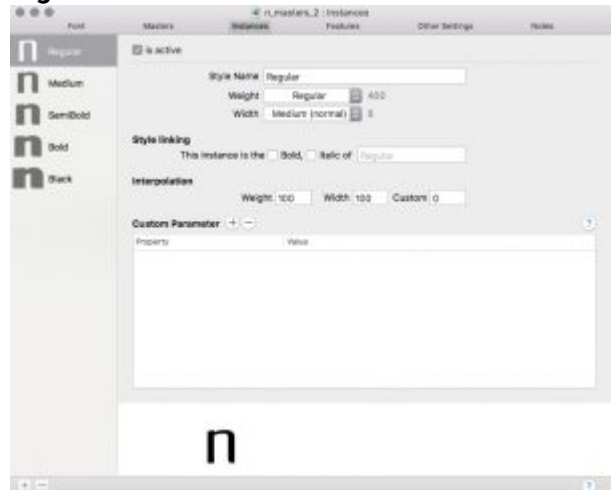 n_masters_2 : Instances
Font Masters Instances Features Other Settings Notes
n Regular
n Medium
n SemiBold
n Bold
n Black
is active
Style Name Regular
Weight Regular 400
Width Medium (normal) 5
Style linking
This instance is the Bold, Italic of Regular
Interpolation
Weight 100 Width 100 Custom 0
Custom Parameter + − ?
Property Value
n
+ − ?